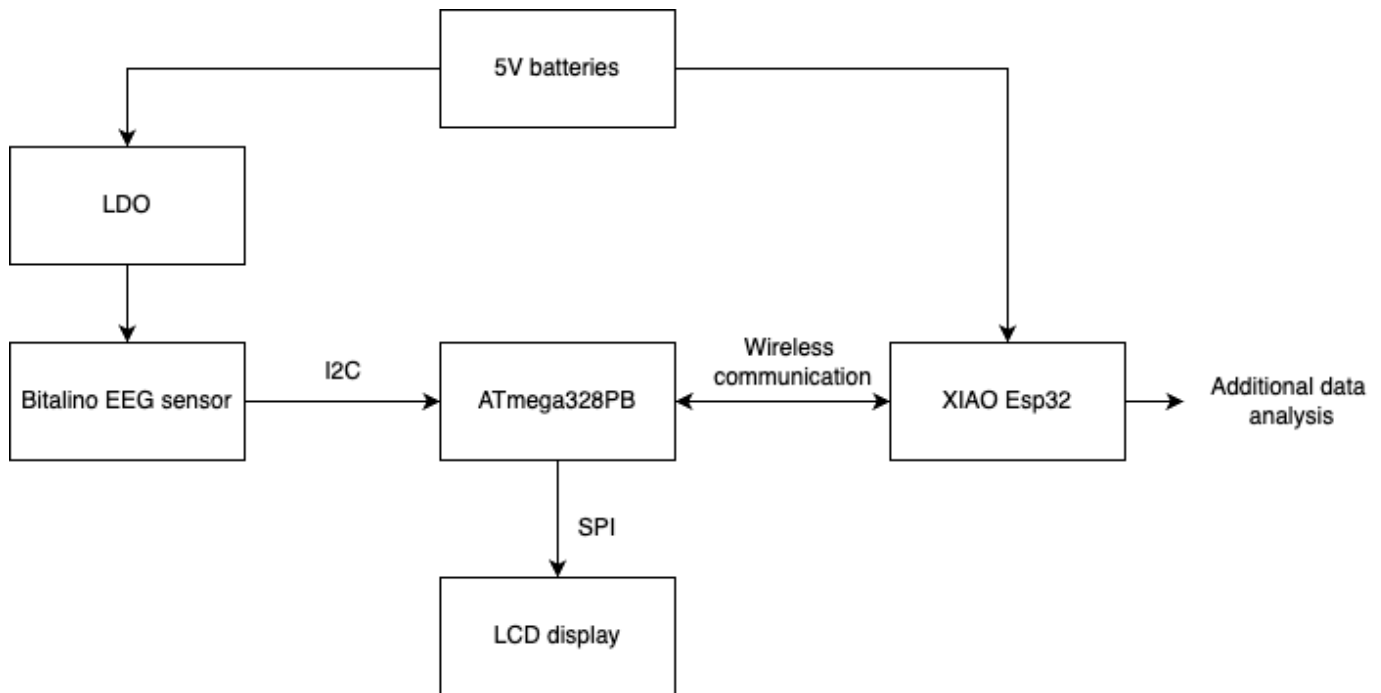 5V batteries
LDO
Bitalino EEG sensor
I2C
ATmega328PB
Wireless
communication
XIAO Esp32
Additional data
analysis
SPI
LCD display